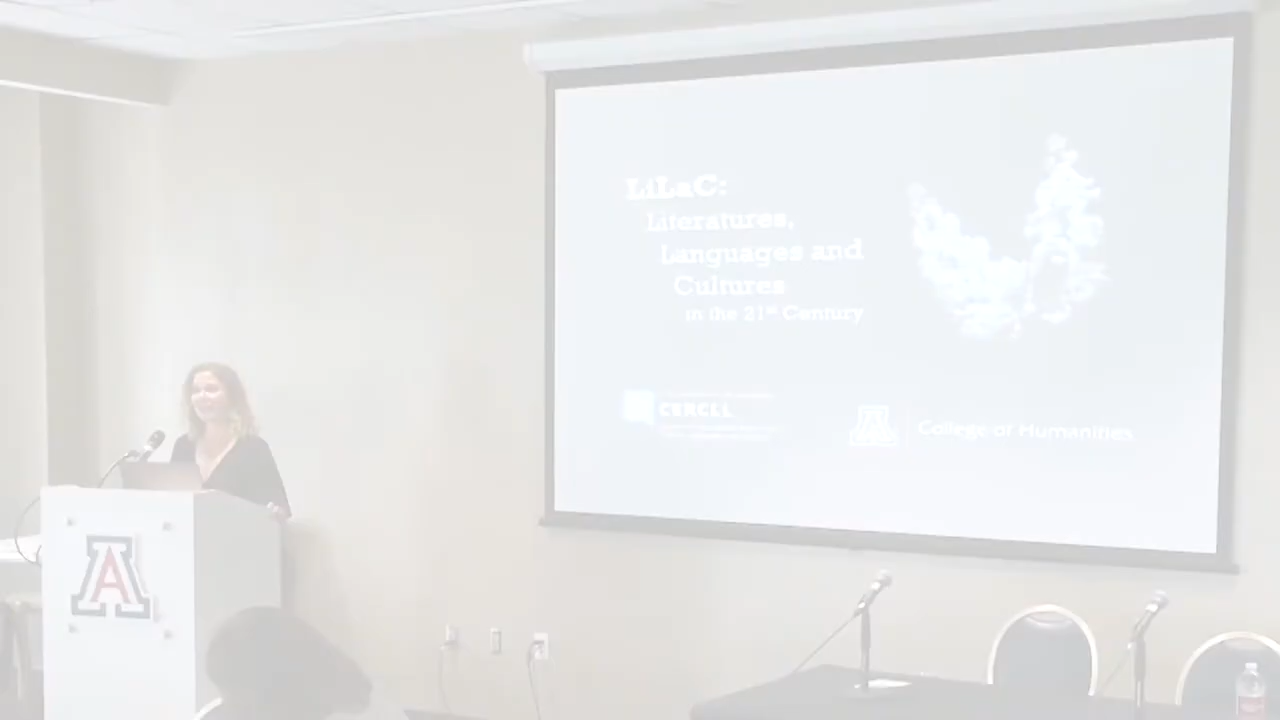 LiLaC:
Literatures,
Languages and
Cultures
in the 21st Century
CERCLL
A College of Humanities
A